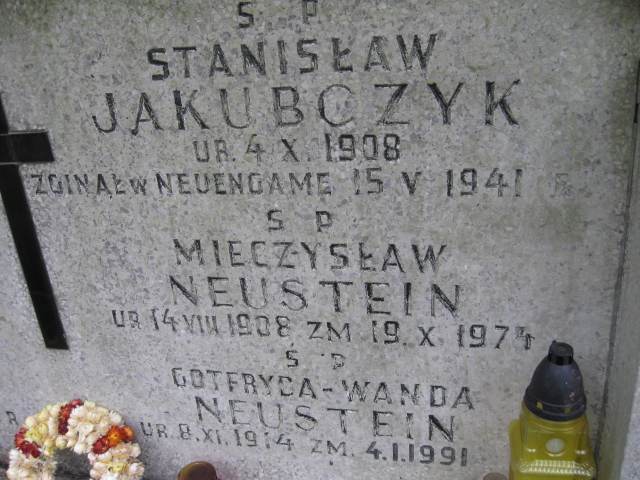 S P
STANISŁAW
JAKUBCZYK
UR. 4 X. 1908
ZGINĄŁ W NEUENGAME 15 V 1941 R
S P
MIECZYSŁAW
NEUSTEIN
UR 14 VIII 1908 ZM 19. X 1974
S P
GOTFRYDA-WANDA
NEUSTEIN
UR. 8. XI. 1914 ZM. 4. I. 1991
R